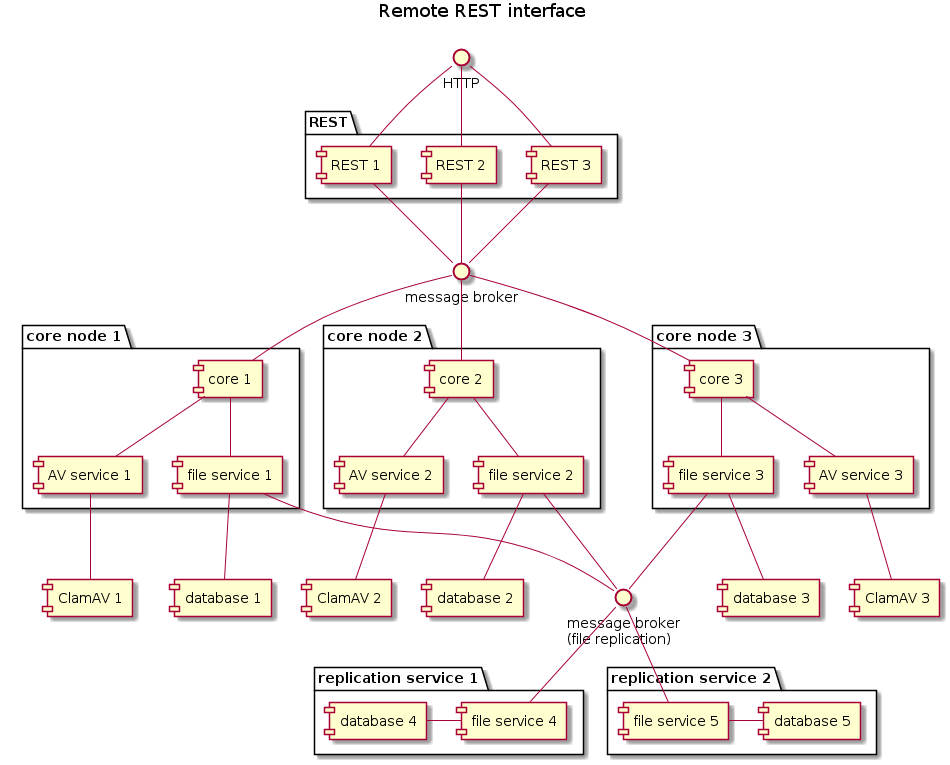 Remote REST interface
HTTP
REST
REST 1
REST 2
REST 3
message broker
core node 1
core node 2
core node 3
core 1
core 2
core 3
AV service 1
file service 1
AV service 2
file service 2
file service 3
AV service 3
ClamAV 1
database 1
ClamAV 2
database 2
database 3
ClamAV 3
message broker
(file replication)
replication service 1
replication service 2
database 4
file service 4
file service 5
database 5